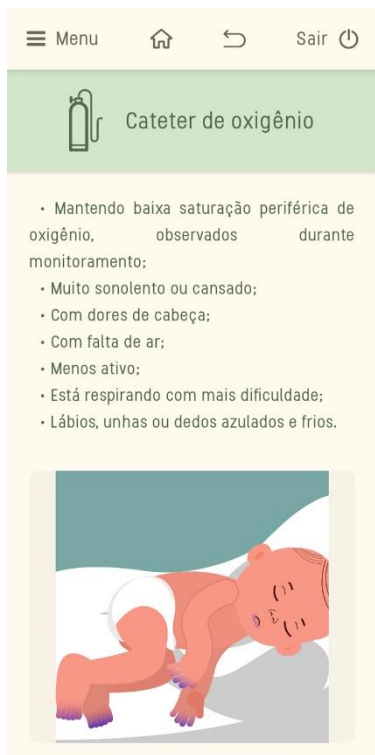 Menu Sair
Cateter de oxigênio
• Mantendo baixa saturação periférica de
oxigênio, observados durante
monitoramento;
• Muito sonolento ou cansado;
• Com dores de cabeça;
• Com falta de ar;
• Menos ativo;
• Está respirando com mais dificuldade;
• Lábios, unhas ou dedos azulados e frios.